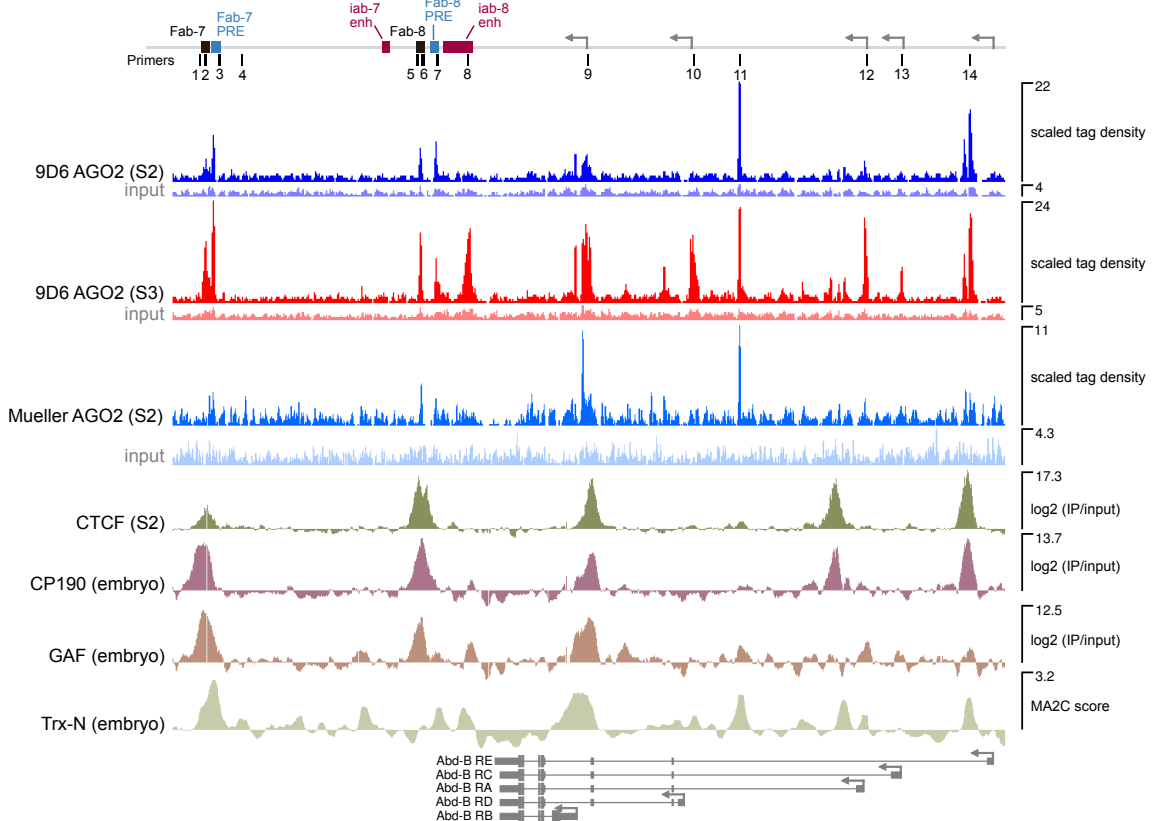 iab-7
enh
Fab-7
Fab-7
PRE
Fab-8
Fab-8
PRE
iab-8
enh
Primers
1 2 3 4 5 6 7 8 9 10 11 12 13 14
22
scaled tag density
9D6 AGO2 (S2)
input
4
24
scaled tag density
9D6 AGO2 (S3)
input
5
11
scaled tag density
Mueller AGO2 (S2)
input
4.3
17.3
log2 (IP/input)
CTCF (S2)
13.7
log2 (IP/input)
CP190 (embryo)
12.5
log2 (IP/input)
GAF (embryo)
3.2
MA2C score
Trx-N (embryo)
Abd-B RE
Abd-B RC
Abd-B RA
Abd-B RD
Abd-B RB